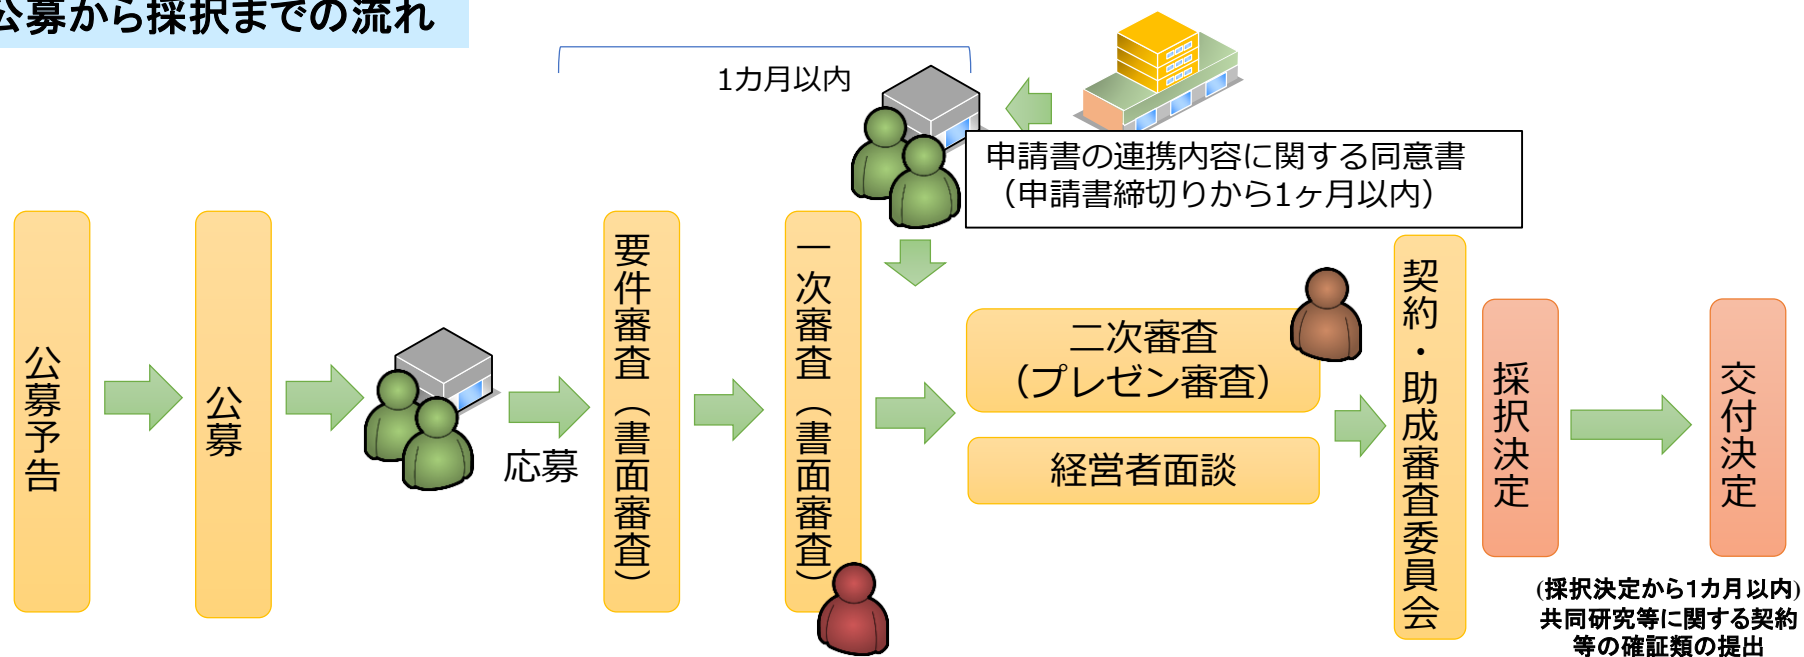 公募から採択までの流れ
1カ月以内
申請書の連携内容に関する同意書
（申請書締切りから1ヶ月以内）
公募予告
公募
応募
要件審査（書面審査）
一次審査（書面審査）
二次審査
（プレゼン審査）
経営者面談
契約・助成審査委員会
採択決定
交付決定
(採択決定から1カ月以内)
共同研究等に関する契約
等の確証類の提出